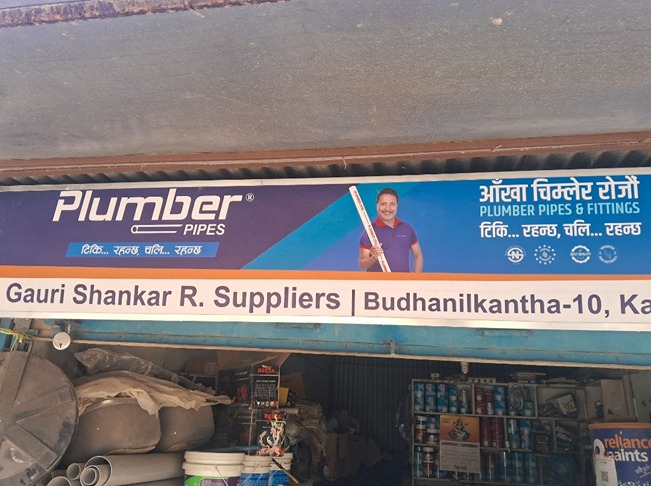 Plumber®
PIPES
टिकि... रहन्छ, चलि... रहन्छ
आँखा चिम्लेर रोजौं
PLUMBER PIPES & FITTINGS
टिकि... रहन्छ, चलि... रहन्छ
Gauri Shankar R. Suppliers | Budhanilkantha-10, Ka
reliance
paints